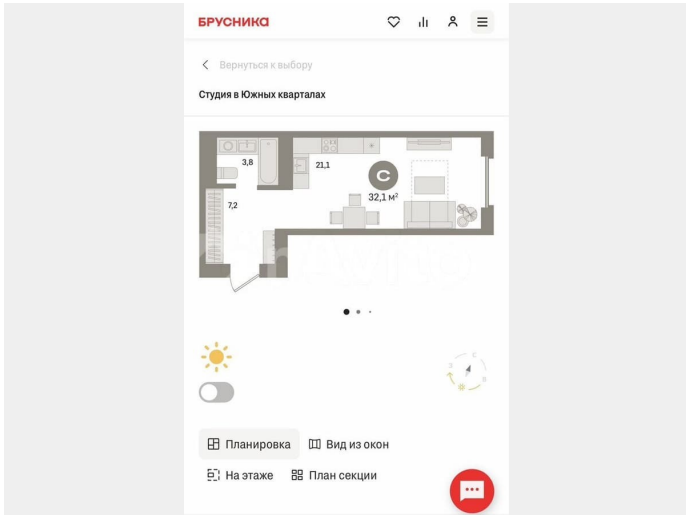 БРУСНИКА
Вернуться к выбору
Студия в Южных кварталах
3,8
21,1
С
32,1 м²
7,2
С
В
Планировка
Вид из окон
На этаже
План секции